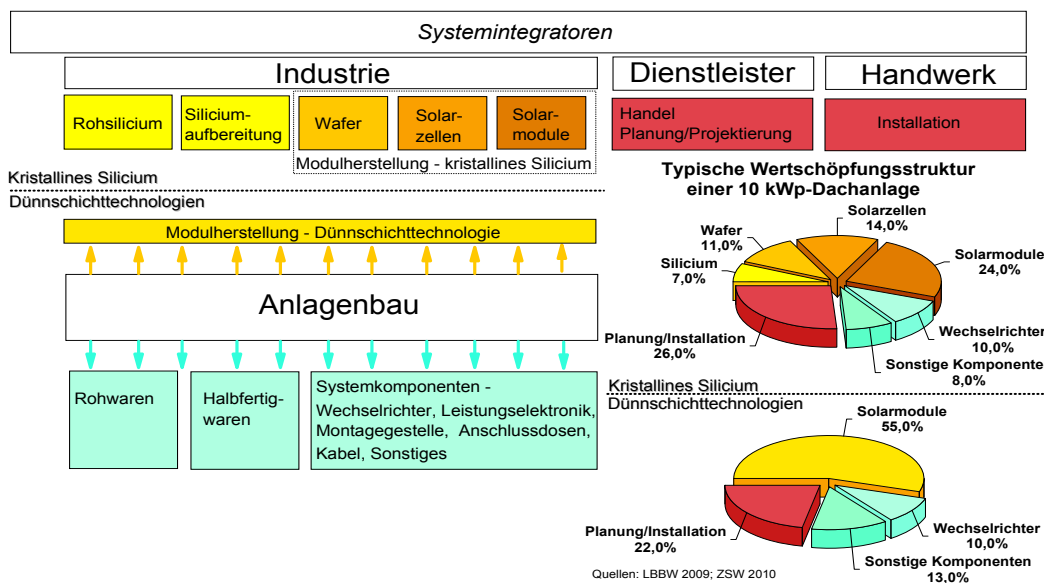 Systemintegratoren
Industrie
Dienstleister
Handwerk
Rohsilicium
Silicium-
aufbereitung
Wafer
Solar-
zellen
Solar-
module
Modulherstellung - kristallines Silicium
Handel
Planung/Projektierung
Installation
Kristallines Silicium
Dünnschichttechnologien
Modulherstellung - Dünnschichttechnologie
Anlagenbau
Rohwaren
Halbfertig-
waren
Systemkomponenten -
Wechselrichter, Leistungselektronik,
Montagegestelle, Anschlussdosen,
Kabel, Sonstiges
Typische Wertschöpfungsstruktur
einer 10 kWp-Dachanlage
Solarzellen
14,0%
Wafer
11,0%
Silicium
7,0%
Solarmodule
24,0%
Planung/Installation
26,0%
Wechselrichter
10,0%
Sonstige Komponente
8,0%
Kristallines Silicium
Dünnschichttechnologien
Solarmodule
55,0%
Planung/Installation
22,0%
Wechselrichter
10,0%
Sonstige Komponenten
13,0%
Quellen: LBBW 2009; ZSW 2010